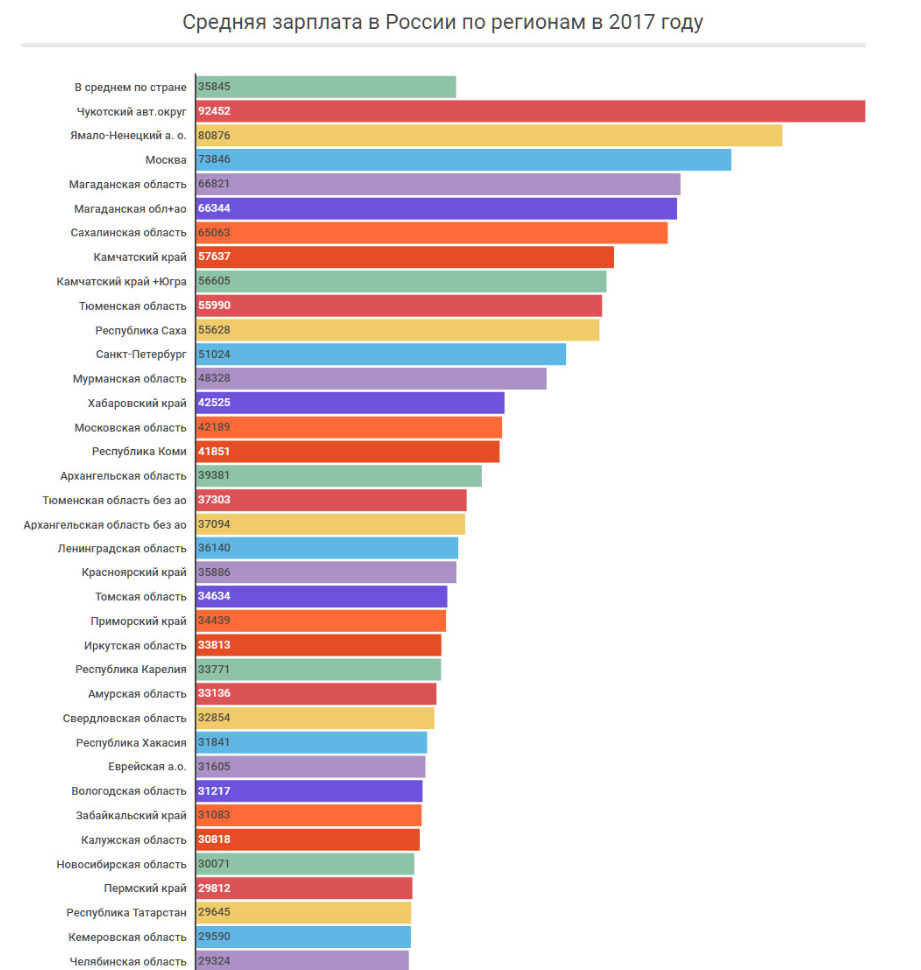 Средняя зарплата в России по регионам в 2017 году
В среднем по стране 35845
Чукотский авт.округ 92452
Ямало-Ненецкий а. о. 80876
Москва 73846
Магаданская область 66821
Магаданская обл+ао 66344
Сахалинская область 65063
Камчатский край 57637
Камчатский край +Югра 56605
Тюменская область 55990
Республика Саха 55628
Санкт-Петербург 51024
Мурманская область 48328
Хабаровский край 42525
Московская область 42189
Республика Коми 41851
Архангельская область 39381
Тюменская область без ао 37303
Архангельская область без ао 37094
Ленинградская область 36140
Красноярский край 35886
Томская область 34634
Приморский край 34439
Иркутская область 33813
Республика Карелия 33771
Амурская область 33136
Свердловская область 32854
Республика Хакасия 31841
Еврейская а.о. 31605
Вологодская область 31217
Забайкальский край 31083
Калужская область 30818
Новосибирская область 30071
Пермский край 29812
Республика Татарстан 29645
Кемеровская область 29590
Челябинская область 29324